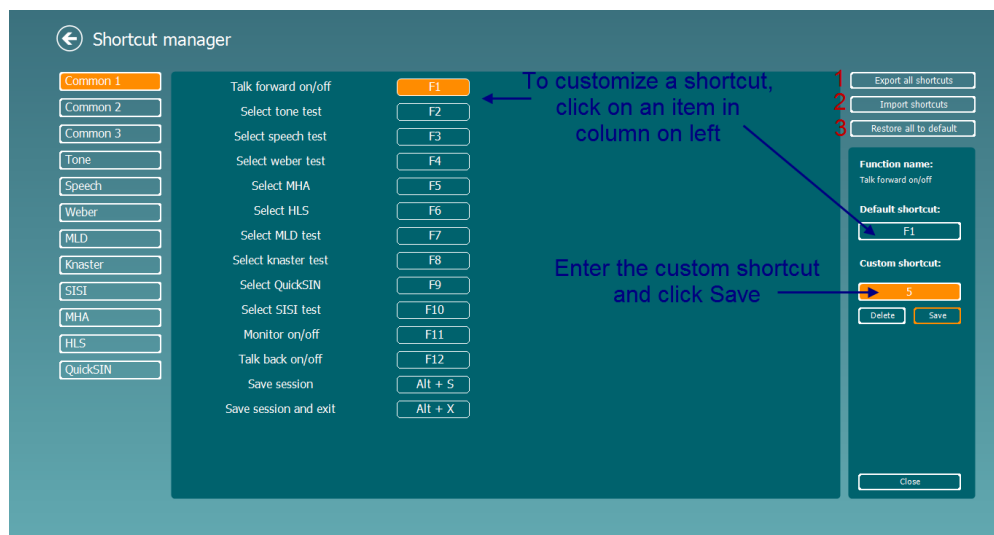 Shortcut manager
Common 1
Common 2
Common 3
Tone
Speech
Weber
MLD
Knaster
SISI
MHA
HLS
QuickSIN
Talk forward on/off F1
Select tone test F2
Select speech test F3
Select weber test F4
Select MHA F5
Select HLS F6
Select MLD test F7
Select knaster test F8
Select QuickSIN F9
Select SISI test F10
Monitor on/off F11
Talk back on/off F12
Save session Alt + S
Save session and exit Alt + X
To customize a shortcut,
click on an item in
column on left
Enter the custom shortcut
and click Save
1 Export all shortcuts
2 Import shortcuts
3 Restore all to default
Function name:
Talk forward on/off
Default shortcut:
F1
Custom shortcut:
5
Delete Save
Close